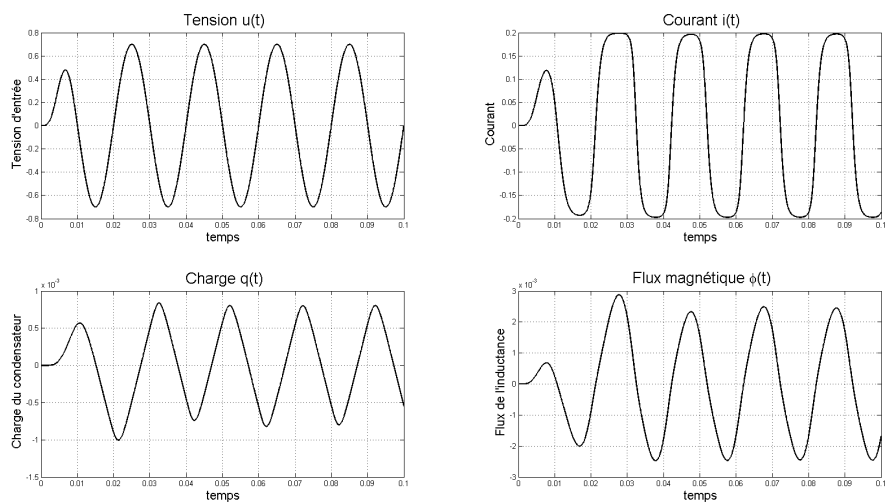 Tension u(t)
0.8
0.6
0.4
0.2
0
-0.2
-0.4
-0.6
-0.8
Tension d'entrée
0 0.01 0.02 0.03 0.04 0.05 0.06 0.07 0.08 0.09 0.1
temps
Courant i(t)
0.2
0.15
0.1
0.05
0
-0.05
-0.1
-0.15
-0.2
Courant
0 0.01 0.02 0.03 0.04 0.05 0.06 0.07 0.08 0.09 0.1
temps
Charge q(t)
x 10⁻³
1
0.5
0
-0.5
-1
-1.5
Charge du condensateur
0 0.01 0.02 0.03 0.04 0.05 0.06 0.07 0.08 0.09 0.1
temps
Flux magnétique ϕ(t)
x 10⁻³
3
2
1
0
-1
-2
-3
Flux de l'inductance
0 0.01 0.02 0.03 0.04 0.05 0.06 0.07 0.08 0.09 0.1
temps